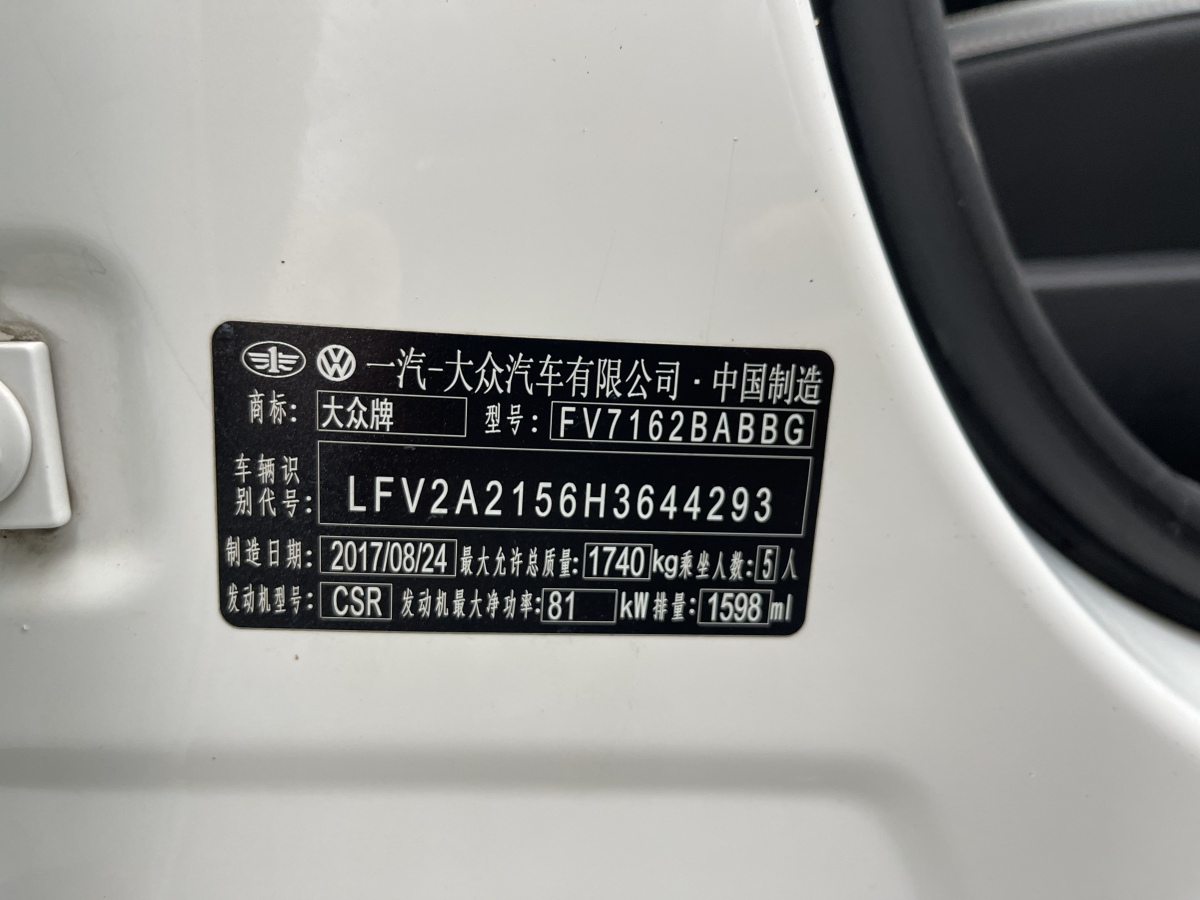 一汽-大众汽车有限公司·中国制造
商标: 大众牌 型号: FV7162BABBG
车辆识
别代号: LFV2A2156H3644293
制造日期: 2017/08/24 最大允许总质量: 1740 kg 乘坐人数: 5 人
发动机型号: CSR 发动机最大净功率: 81 kW 排量: 1598 ml